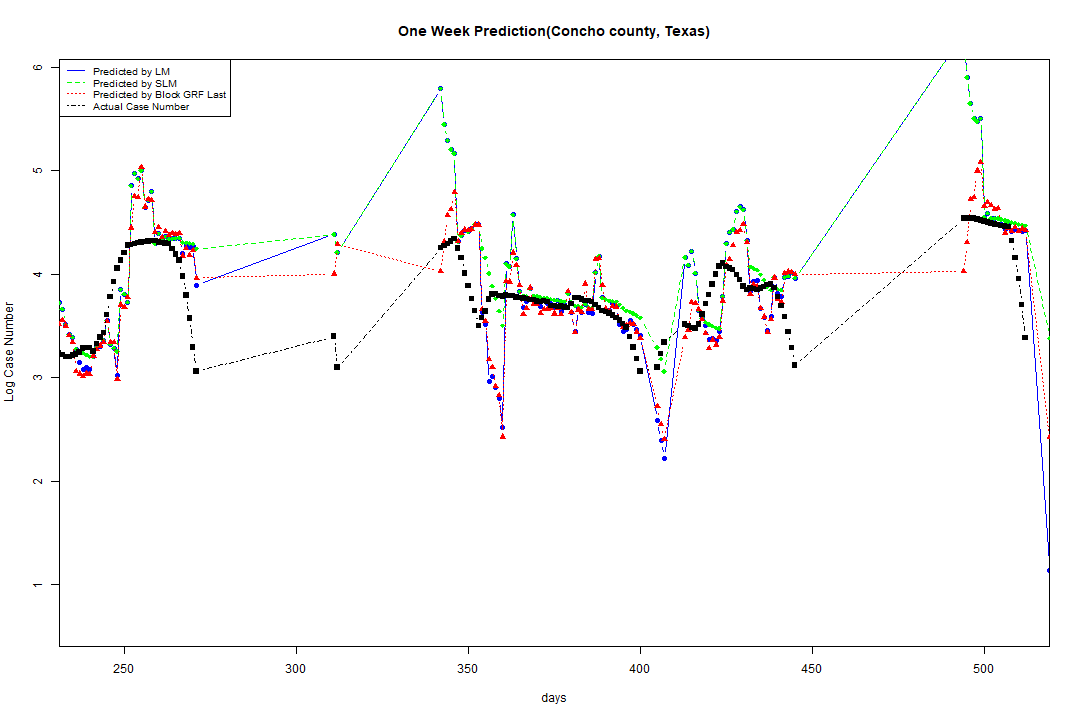 One Week Prediction(Concho county, Texas)
Predicted by LM
Predicted by SLM
Predicted by Block GRF Last
Actual Case Number
Log Case Number
6
5
4
3
2
1
250 300 350 400 450 500
days